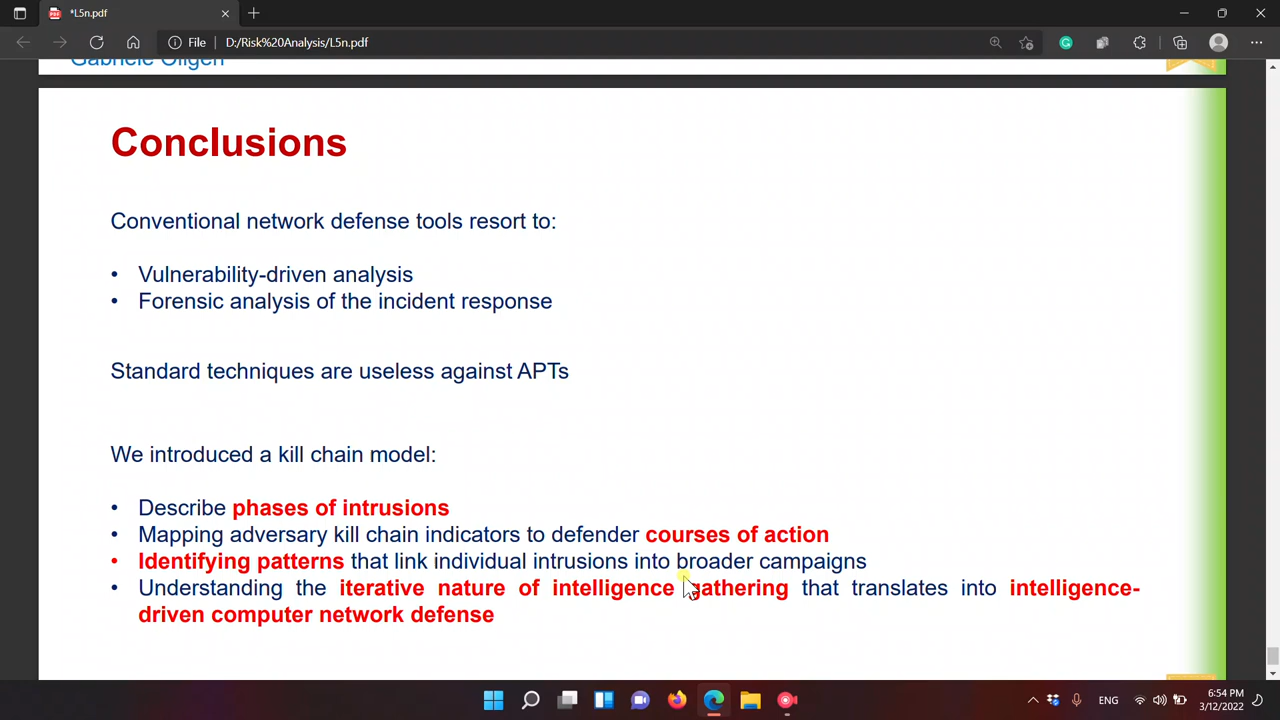 *L5n.pdf
File
D:/Risk%20Analysis/L5n.pdf
Gabriele Oligeri
Conclusions
Conventional network defense tools resort to:
• Vulnerability-driven analysis
• Forensic analysis of the incident response
Standard techniques are useless against APTs
We introduced a kill chain model:
• Describe phases of intrusions
• Mapping adversary kill chain indicators to defender courses of action
• Identifying patterns that link individual intrusions into broader campaigns
• Understanding the iterative nature of intelligence gathering that translates into intelligence-
driven computer network defense
ENG
6:54 PM
3/12/2022